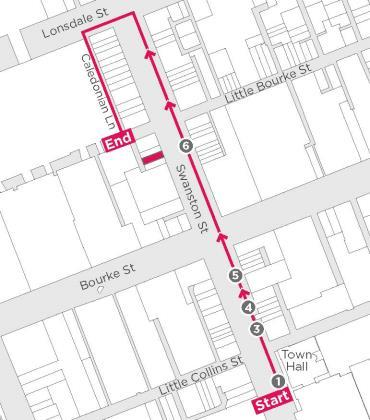 Lonsdale St
Caledonian Ln
Little Bourke St
End
6
Swanston St
Bourke St
5
4
3
Little Collins St
Town
Hall
1
Start